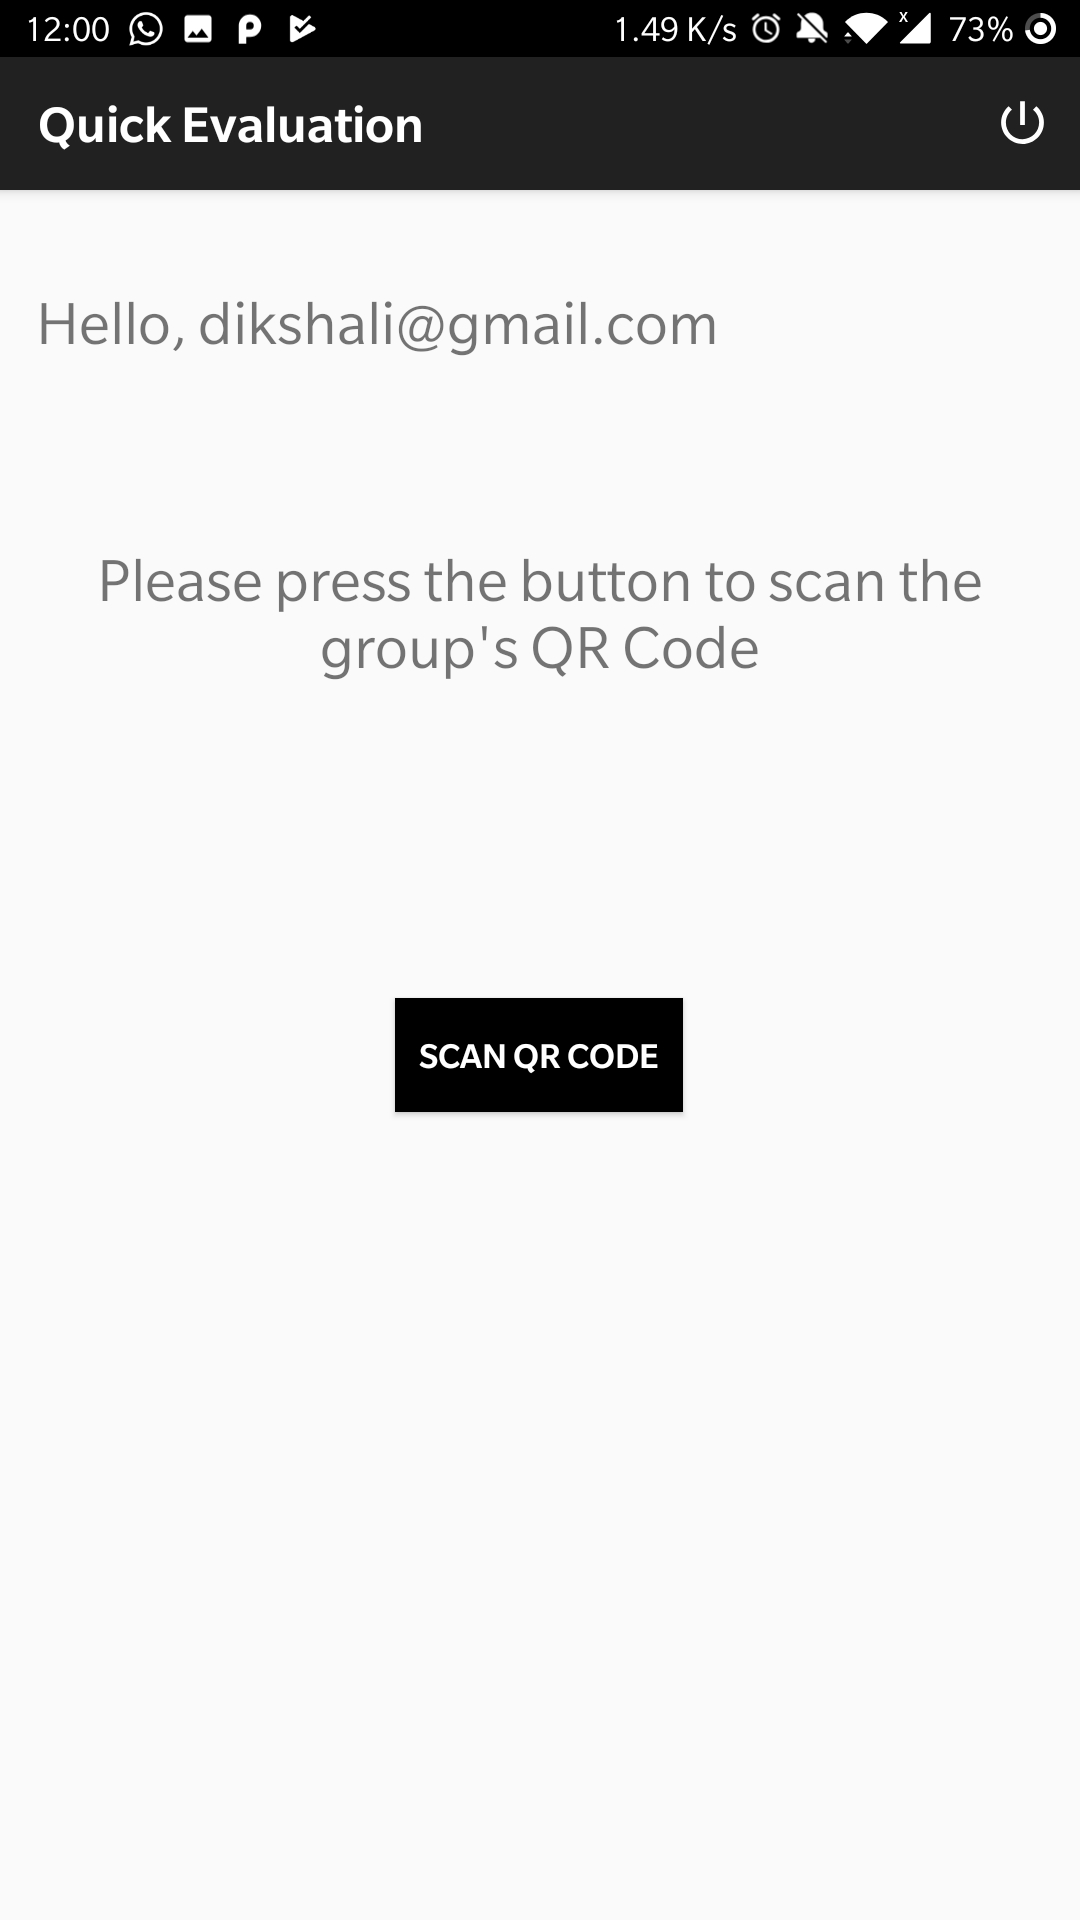 12:00 1.49 K/s x 73%
Quick Evaluation
Hello, dikshali@gmail.com
Please press the button to scan the
group's QR Code
SCAN QR CODE